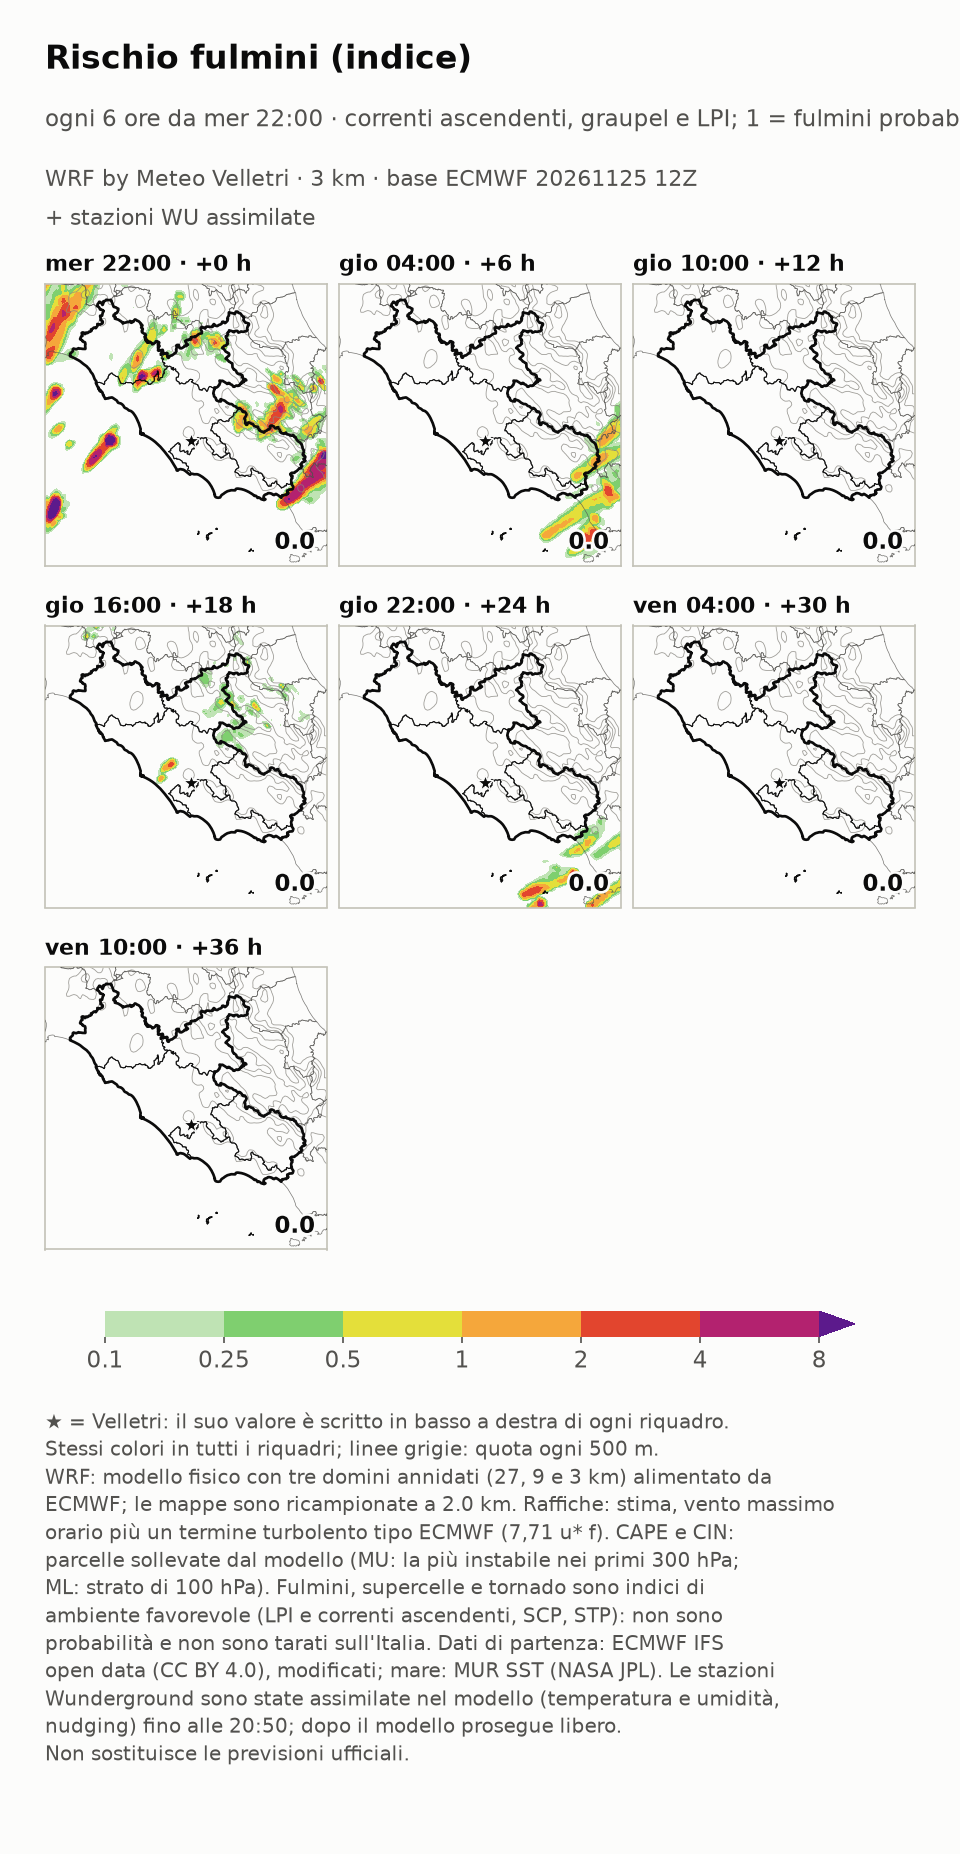 Rischio fulmini (indice)
ogni 6 ore da mer 22:00 · correnti ascendenti, graupel e LPI; 1 = fulmini probab
WRF by Meteo Velletri · 3 km · base ECMWF 20261125 12Z
+ stazioni WU assimilate
mer 22:00 · +0 h
gio 04:00 · +6 h
gio 10:00 · +12 h
0.0
0.0
0.0
gio 16:00 · +18 h
gio 22:00 · +24 h
ven 04:00 · +30 h
0.0
0.0
0.0
ven 10:00 · +36 h
0.0
0.1 0.25 0.5 1 2 4 8
★ = Velletri: il suo valore è scritto in basso a destra di ogni riquadro.
Stessi colori in tutti i riquadri; linee grigie: quota ogni 500 m.
WRF: modello fisico con tre domini annidati (27, 9 e 3 km) alimentato da
ECMWF; le mappe sono ricampionate a 2.0 km. Raffiche: stima, vento massimo
orario più un termine turbolento tipo ECMWF (7,71 u* f). CAPE e CIN:
parcelle sollevate dal modello (MU: la più instabile nei primi 300 hPa;
ML: strato di 100 hPa). Fulmini, supercelle e tornado sono indici di
ambiente favorevole (LPI e correnti ascendenti, SCP, STP): non sono
probabilità e non sono tarati sull'Italia. Dati di partenza: ECMWF IFS
open data (CC BY 4.0), modificati; mare: MUR SST (NASA JPL). Le stazioni
Wunderground sono state assimilate nel modello (temperatura e umidità,
nudging) fino alle 20:50; dopo il modello prosegue libero.
Non sostituisce le previsioni ufficiali.